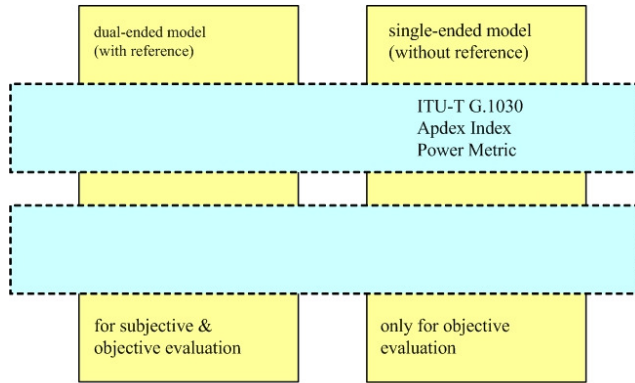 dual-ended model
(with reference)
single-ended model
(without reference)
ITU-T G.1030
Apdex Index
Power Metric
for subjective &
objective evaluation
only for objective
evaluation